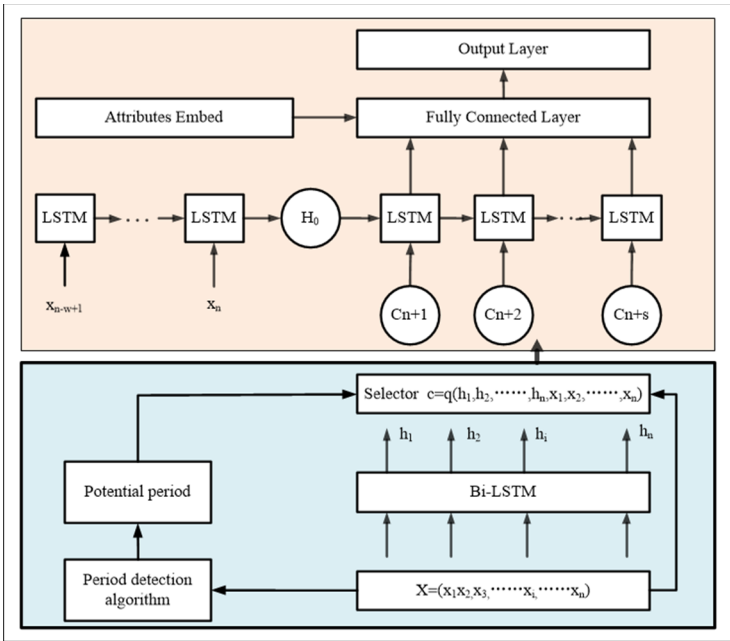 Output Layer
Attributes Embed
Fully Connected Layer
LSTM
...
LSTM
H₀
LSTM
LSTM
...
LSTM
xₙ₋w₊₁
xₙ
Cn+1
Cn+2
Cn+s
Selector c=q(h₁,h₂,······,hₙ,x₁,x₂,······,xₙ)
h₁
h₂
hᵢ
hₙ
Potential period
Bi-LSTM
Period detection
algorithm
X=(x₁x₂,x₃,······xᵢ,······xₙ)